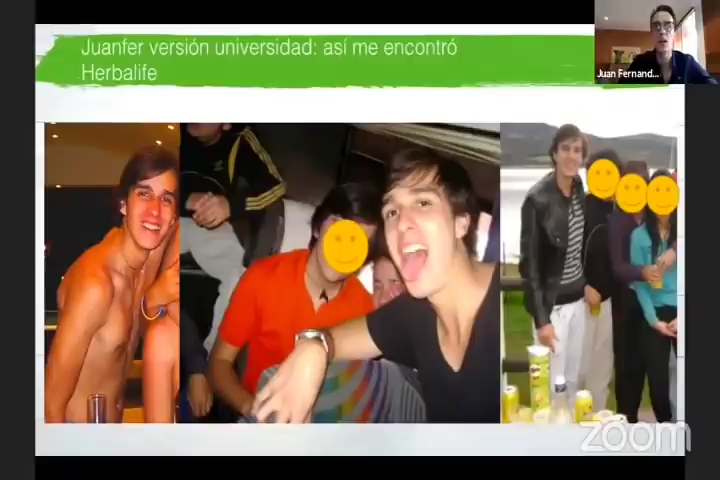 Juanfer versión universidad: así me encontró
Herbalife
Juan Fernand...
zoom